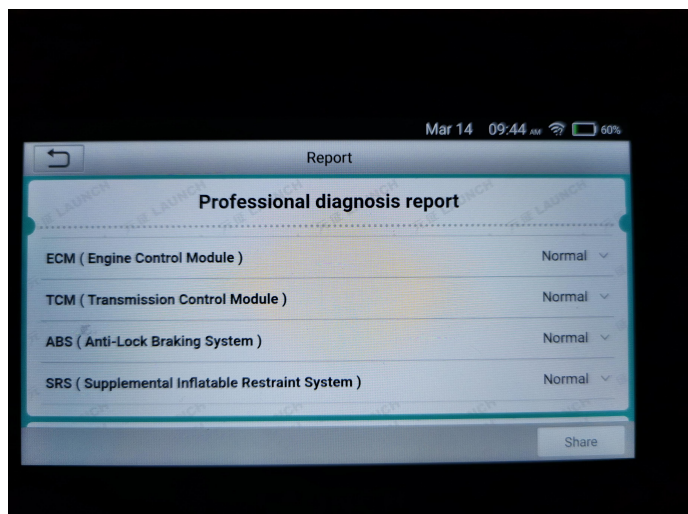 Mar 14 09:44 AM 60%
Report
Professional diagnosis report
ECM ( Engine Control Module ) Normal
TCM ( Transmission Control Module ) Normal
ABS ( Anti-Lock Braking System ) Normal
SRS ( Supplemental Inflatable Restraint System ) Normal
Share
LAUNCH